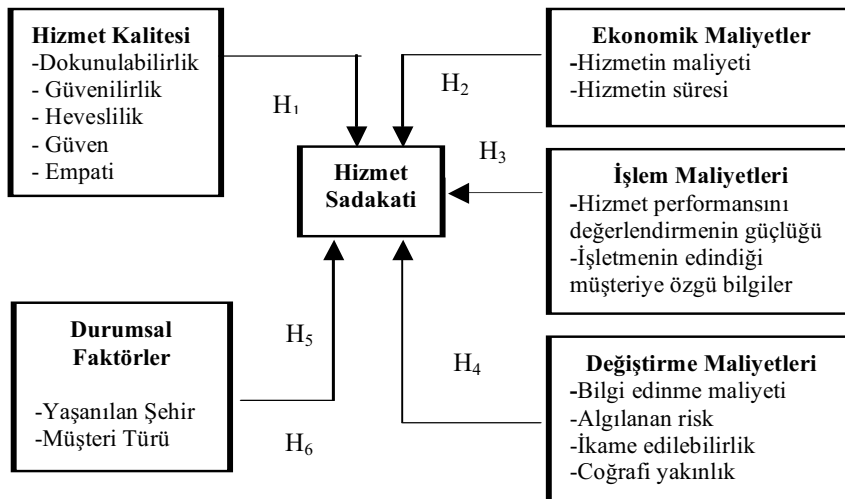 Hizmet Kalitesi
-Dokunulabilirlik
- Güvenilirlik
- Heveslilik
- Güven
- Empati
H₁
Ekonomik Maliyetler
-Hizmetin maliyeti
- Hizmetin süresi
H₂
Hizmet
Sadakati
H₃
İşlem Maliyetleri
-Hizmet performansını
değerlendirmenin güçlüğü
-İşletmenin edindiği
müşteriye özgü bilgiler
Durumsal
Faktörler
-Yaşanılan Şehir
-Müşteri Türü
H₅
H₆
H₄
Değiştirme Maliyetleri
-Bilgi edinme maliyeti
-Algılanan risk
-İkame edilebilirlik
-Coğrafi yakınlık